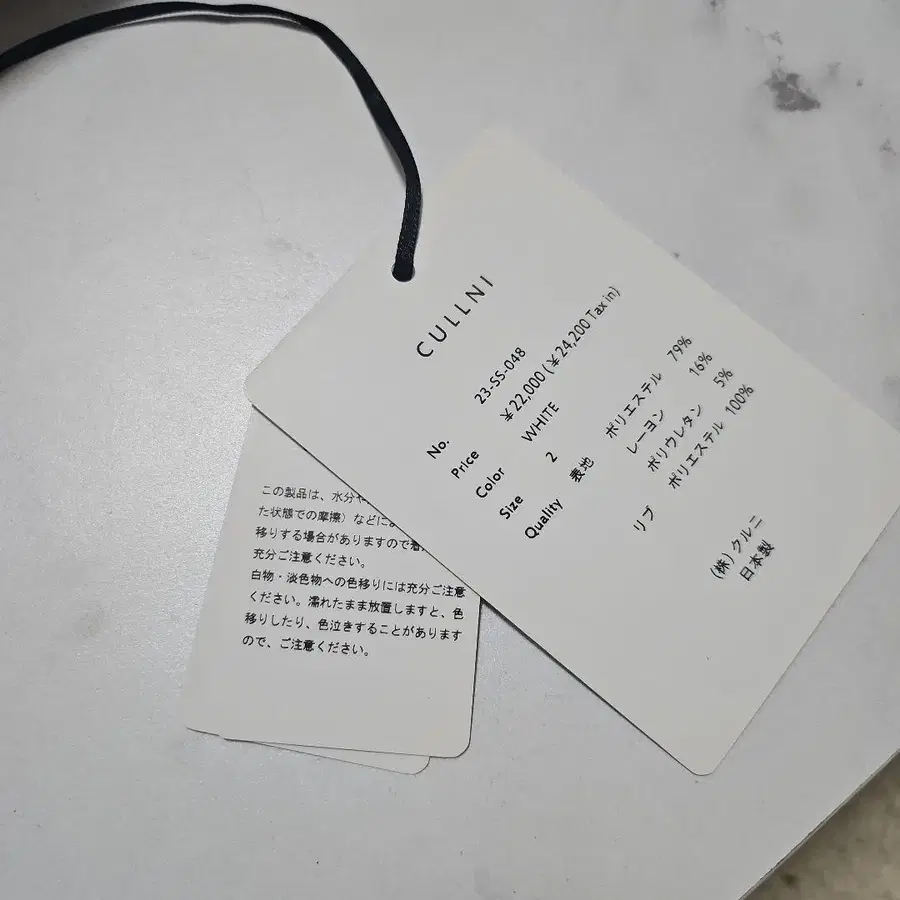 CULLNI
No. 23-SS-048
Price ¥22,000 (¥24,200 Tax in)
Color WHITE
Size 2
Quality 表地 ポリエステル 79%
レーヨン 16%
ポリウレタン 5%
リブ ポリエステル 100%
(株)クルニ
日本製
この製品は、水分や
た状態での摩擦）などに
移りする場合がありますので着
充分ご注意ください。
白物・淡色物への色移りには充分ご注意
ください。濡れたまま放置しますと、色
移りしたり、色泣きすることがあります
ので、ご注意ください。